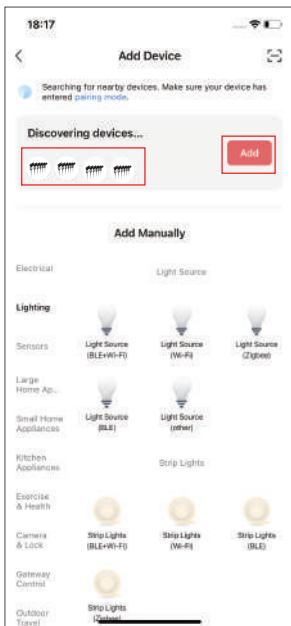 18:17
Add Device
Searching for nearby devices. Make sure your device has
entered pairing mode.
Discovering devices...
Add
Add Manually
Electrical
Light Source
Lighting
Light Source
(BLE+Wi-Fi)
Light Source
(Wi-Fi)
Light Source
(Zigbee)
Sensors
Large
Home Ap...
Light Source
(BLE)
Light Source
(other)
Small Home
Appliances
Kitchen
Appliances
Strip Lights
Exercise
& Health
Camera
& Lock
Strip Lights
(BLE+Wi-Fi)
Strip Lights
(Wi-Fi)
Strip Lights
(BLE)
Gateway
Control
Outdoor
Travel
Strip Lights
(Zigbee)